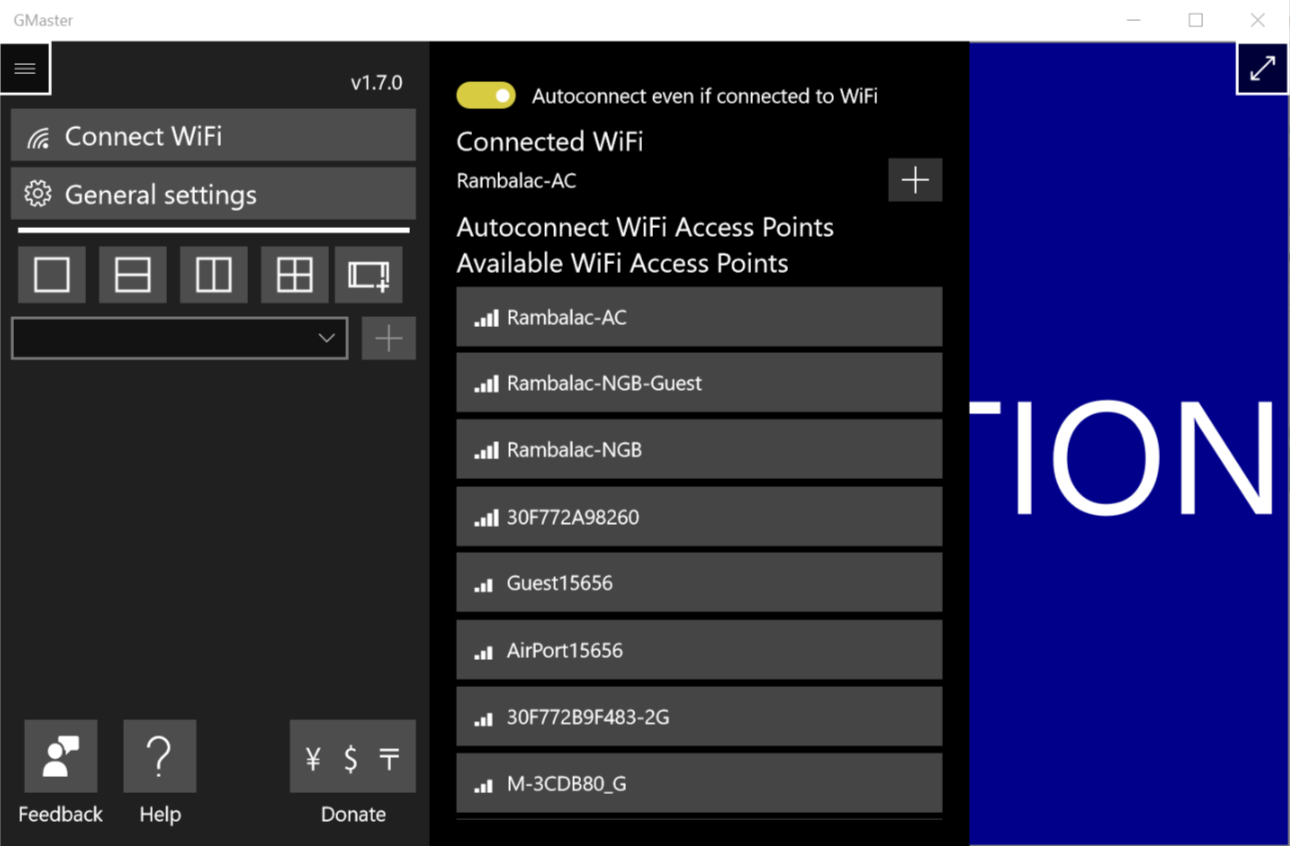 GMaster
v1.7.0
Connect WiFi
General settings
Feedback
Help
¥ $ 〒
Donate
Autoconnect even if connected to WiFi
Connected WiFi
Rambalac-AC
Autoconnect WiFi Access Points
Available WiFi Access Points
Rambalac-AC
Rambalac-NGB-Guest
Rambalac-NGB
30F772A98260
Guest15656
AirPort15656
30F772B9F483-2G
M-3CDB80_G
TION